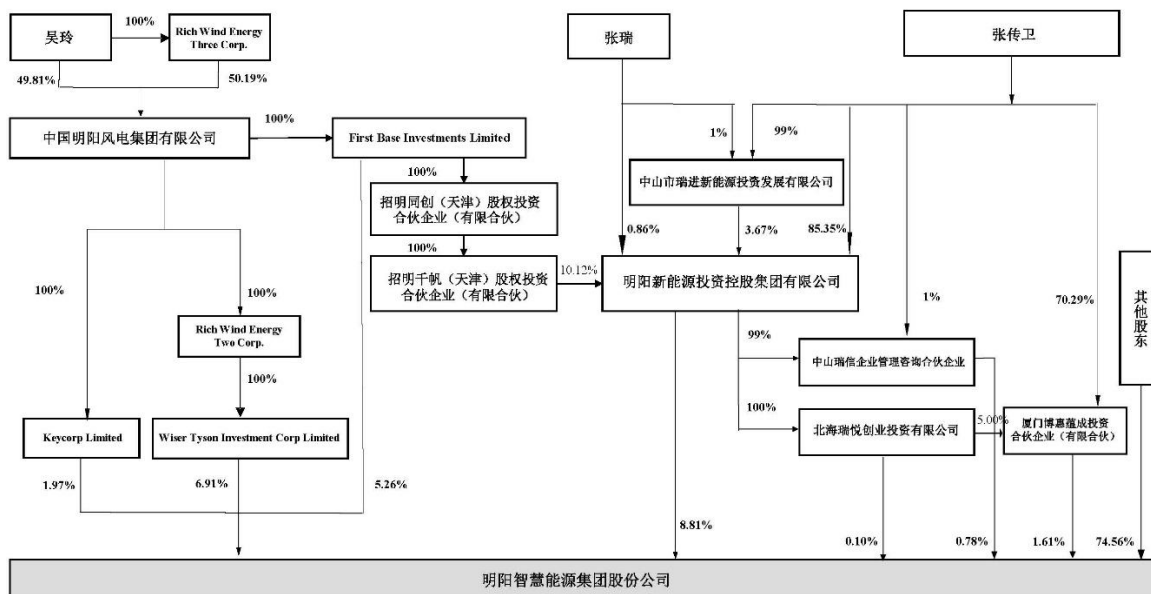 吴玲
100%
Rich Wind Energy
Three Corp.
张瑞
张传卫
49.81%
50.19%
中国明阳风电集团有限公司
100%
First Base Investments Limited
1%
99%
100%
中山市瑞进新能源投资发展有限公司
招明同创（天津）股权投资
合伙企业（有限合伙）
0.86%
3.67%
85.35%
100%
招明千帆（天津）股权投资
合伙企业（有限合伙）
10.12%
明阳新能源投资控股集团有限公司
100%
100%
1%
70.29%
其他股东
Rich Wind Energy
Two Corp.
99%
中山瑞信企业管理咨询合伙企业
100%
100%
Keycorp Limited
Wiser Tyson Investment Corp Limited
北海瑞悦创业投资有限公司
5.00%
厦门博惠蕴成投资
合伙企业（有限合伙）
1.97%
6.91%
5.26%
8.81%
0.10%
0.78%
1.61%
74.56%
明阳智慧能源集团股份公司